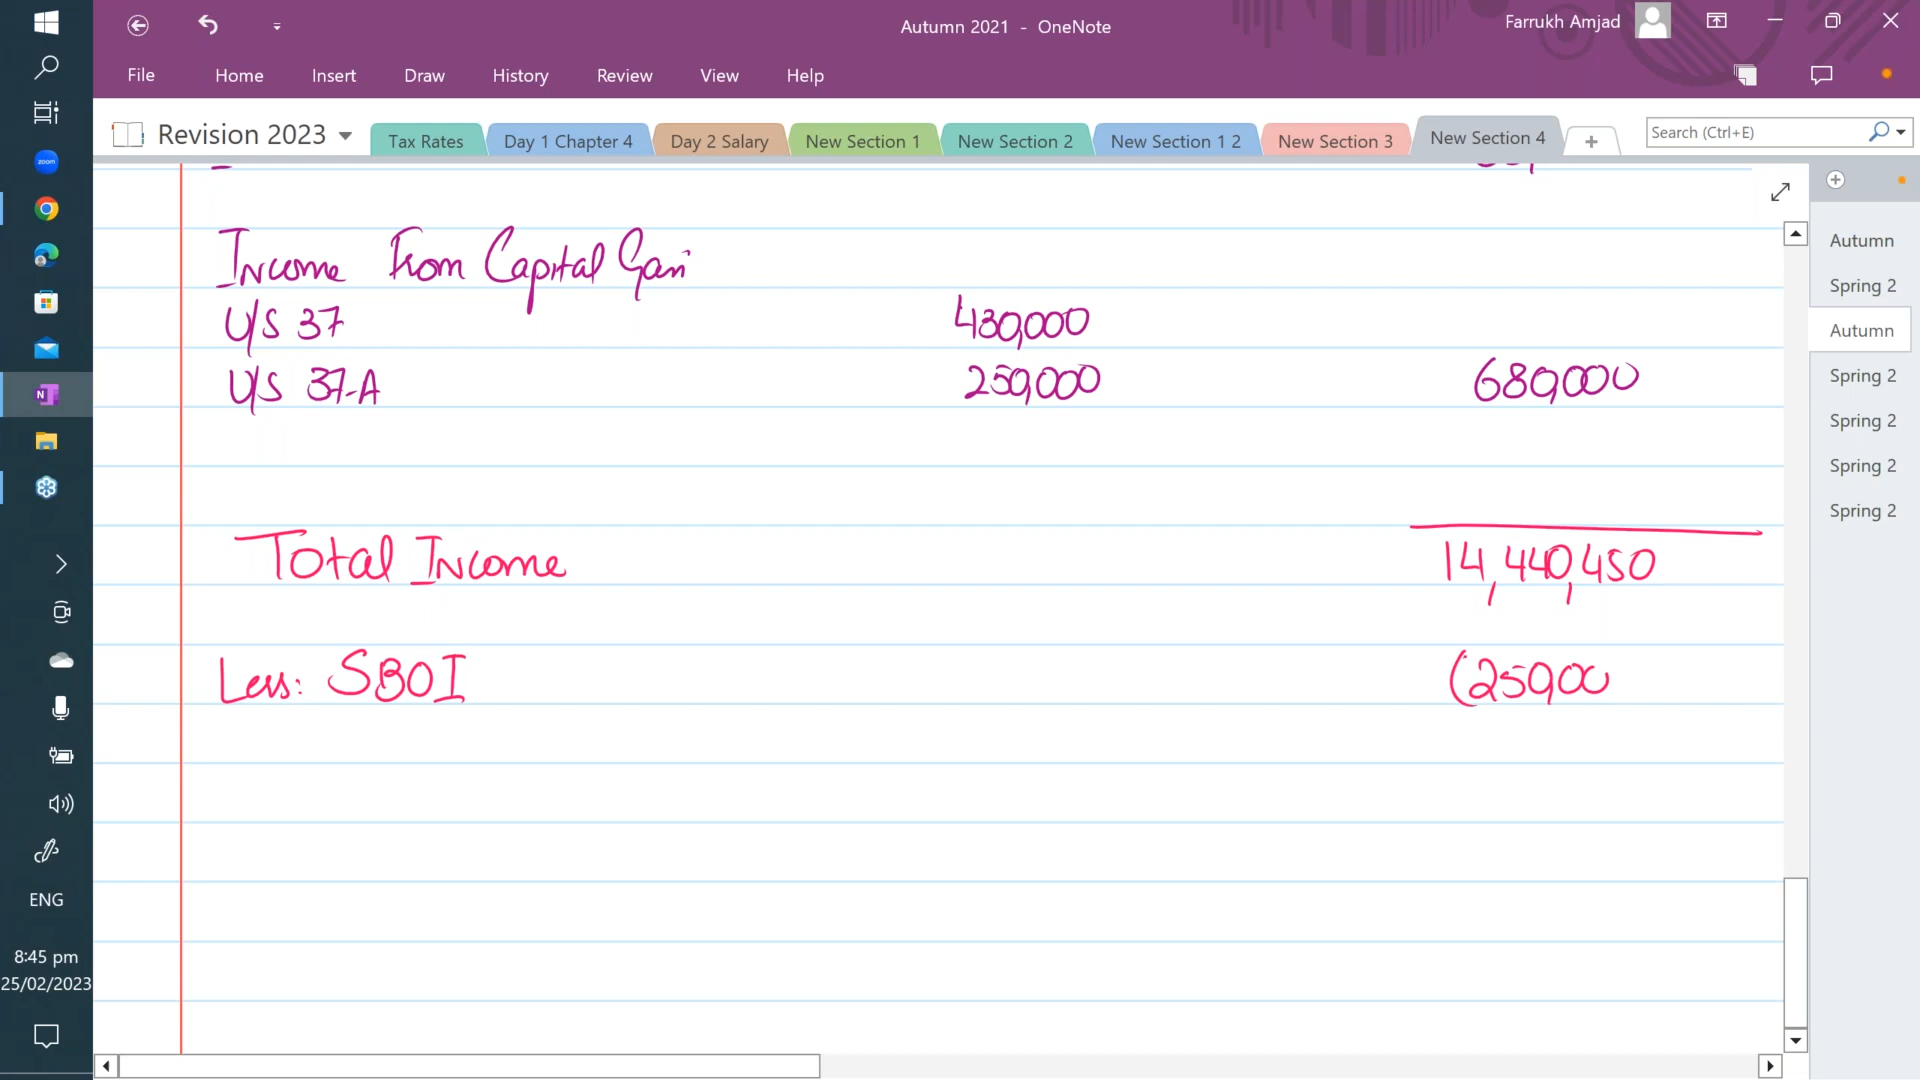 Autumn 2021 - OneNote
Farrukh Amjad
File Home Insert Draw History Review View Help
Revision 2023
Tax Rates
Day 1 Chapter 4
Day 2 Salary
New Section 1
New Section 2
New Section 1 2
New Section 3
New Section 4
Search (Ctrl+E)
Income From Capital Gain
U/S 37 430,000
U/S 37-A 250,000 680,000
Total Income 14,440,450
Less: SBOI (250,00
Autumn
Spring 2
Autumn
Spring 2
Spring 2
Spring 2
Spring 2
zoom
N
ENG
8:45 pm
25/02/2023